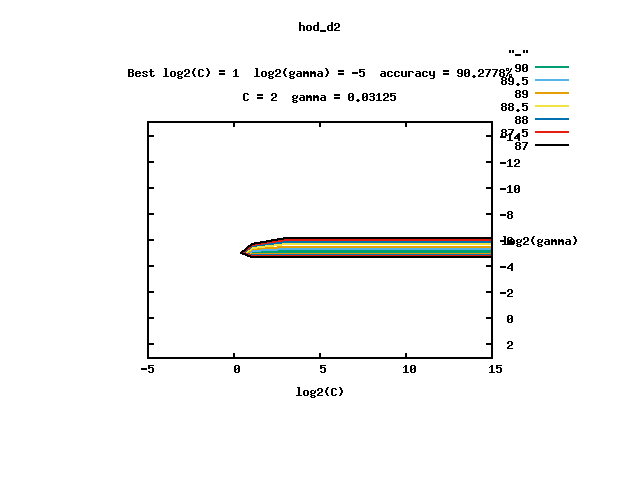 hod_d2
"-"
Best log2(C) = 1 log2(gamma) = -5 accuracy = 90.2778%
90
89.5
89
88.5
88
87.5
87
C = 2 gamma = 0.03125
-14
-12
-10
-8
-6
log2(gamma)
-4
-2
0
2
-5 0 5 10 15
log2(C)